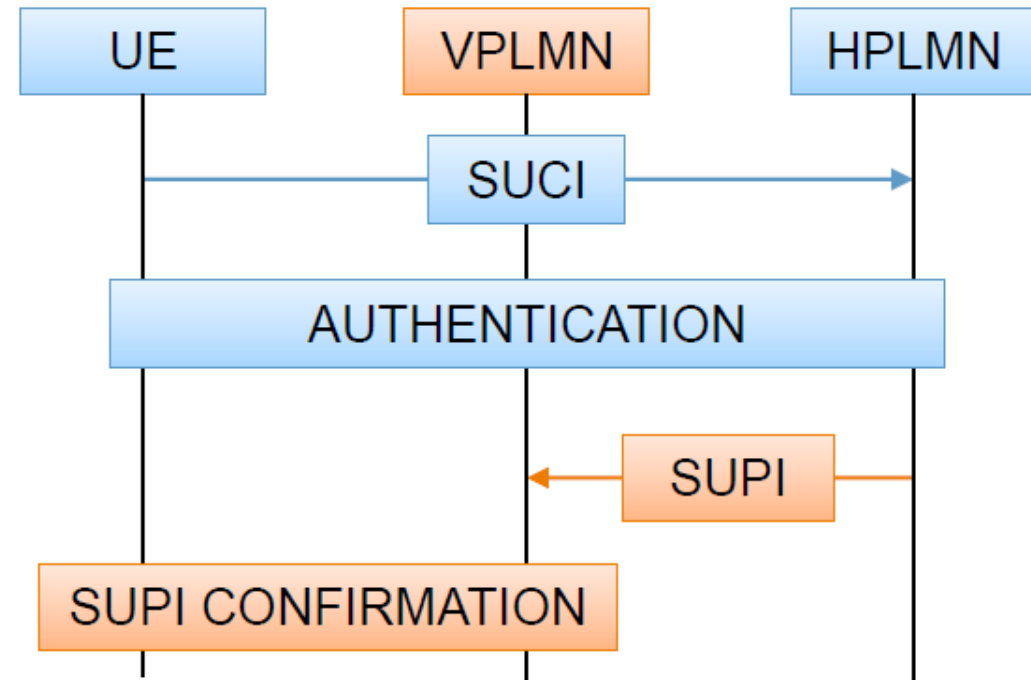 UE
VPLMN
HPLMN
SUCI
AUTHENTICATION
SUPI
SUPI CONFIRMATION